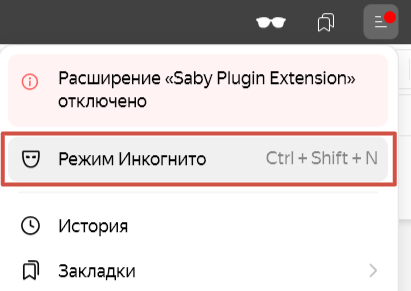 Расширение «Saby Plugin Extension»
отключено
Режим Инкогнито Ctrl + Shift + N
История
Закладки